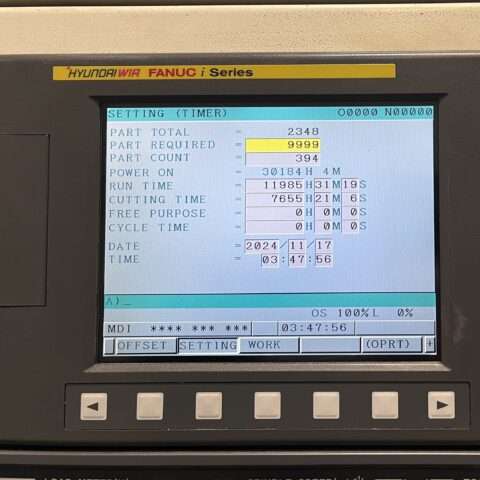 HYUNDAI WIA FANUC i Series
SETTING (TIMER) O0000 N00000
PART TOTAL = 2348
PART REQUIRED = 9999
PART COUNT = 394
POWER ON = 30184H 4M
RUN TIME = 11985H31M19S
CUTTING TIME = 7655H21M 6S
FREE PURPOSE = 0H 0M 0S
CYCLE TIME = 0H 0M 0S
DATE = 2024/11/17
TIME = 03:47:56
A)_
OS 100% L 0%
MDI **** *** *** 03:47:56
OFFSET SETTING WORK (OPRT) +